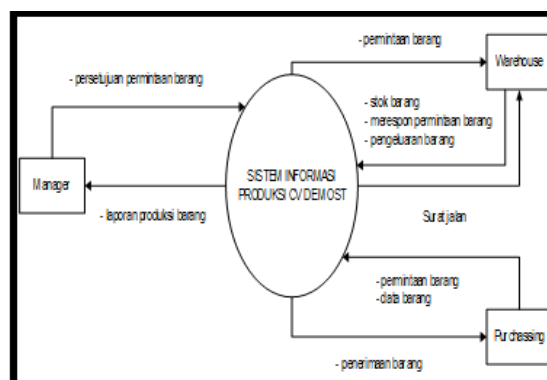 - permintaan barang
Warehouse
- persetujuan permintaan barang
- stok barang
- merespon permintaan barang
- pengeluaran barang
SISTEM INFORMASI
PRODUKSI CV DEMOST
Manager
- laporan produksi barang
Surat jalan
- permintaan barang
- data barang
Purchassing
- penerimaan barang